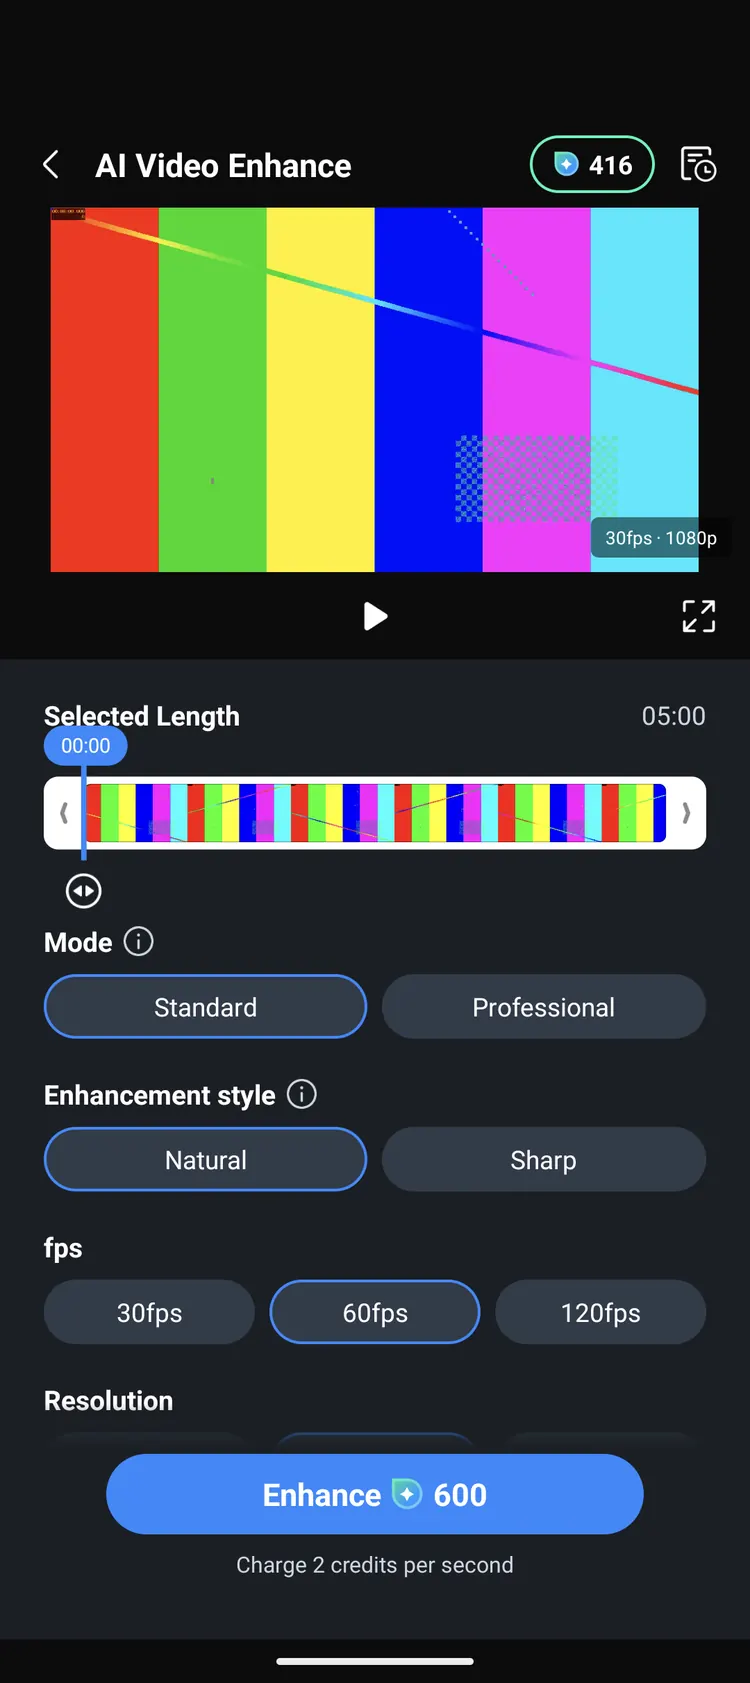 AI Video Enhance
416
30fps · 1080p
Selected Length
05:00
00:00
Mode
Standard
Professional
Enhancement style
Natural
Sharp
fps
30fps
60fps
120fps
Resolution
Enhance 600
Charge 2 credits per second